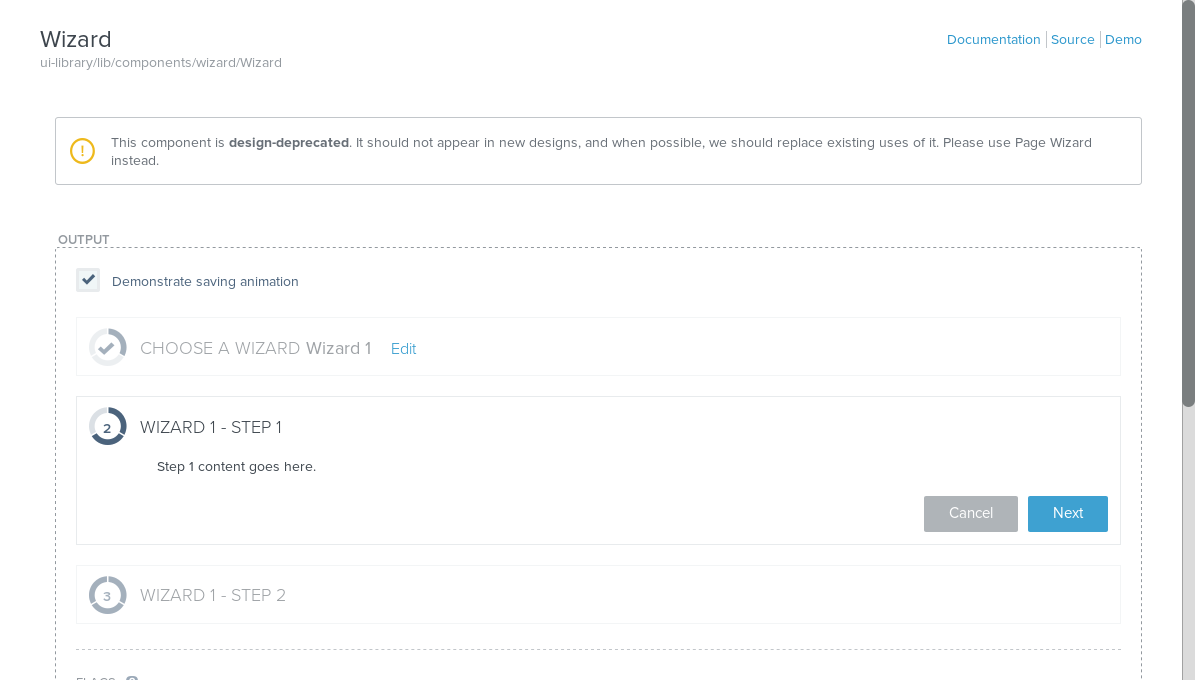 Wizard
Documentation Source Demo
ui-library/lib/components/wizard/Wizard
! This component is design-deprecated. It should not appear in new designs, and when possible, we should replace existing uses of it. Please use Page Wizard
instead.
OUTPUT
Demonstrate saving animation
CHOOSE A WIZARD Wizard 1 Edit
2 WIZARD 1 - STEP 1
Step 1 content goes here.
Cancel Next
3 WIZARD 1 - STEP 2